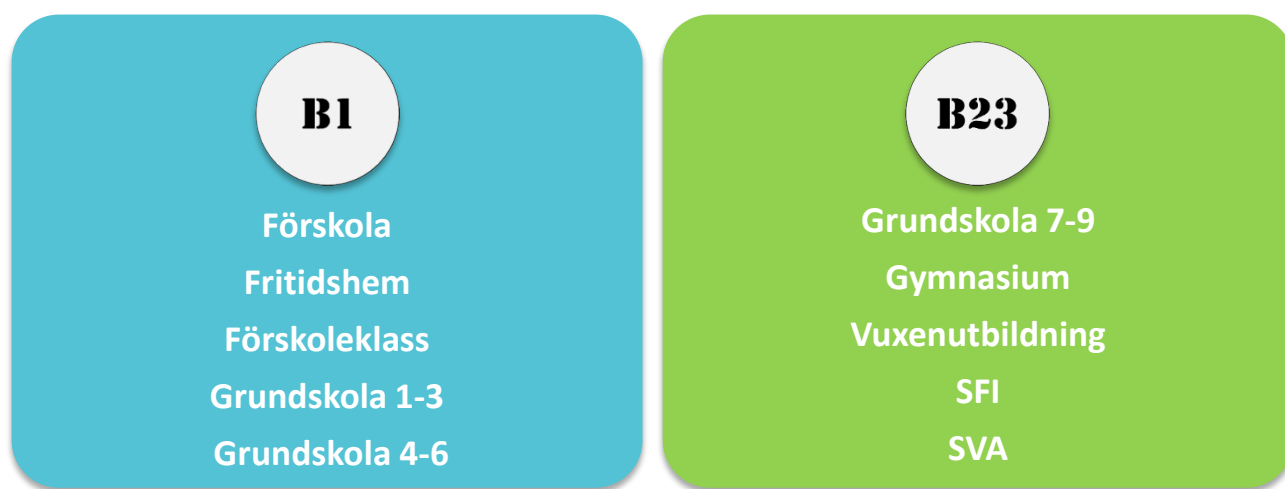 B1
Förskola
Fritidshem
Förskoleklass
Grundskola 1-3
Grundskola 4-6
B23
Grundskola 7-9
Gymnasium
Vuxenutbildning
SFI
SVA